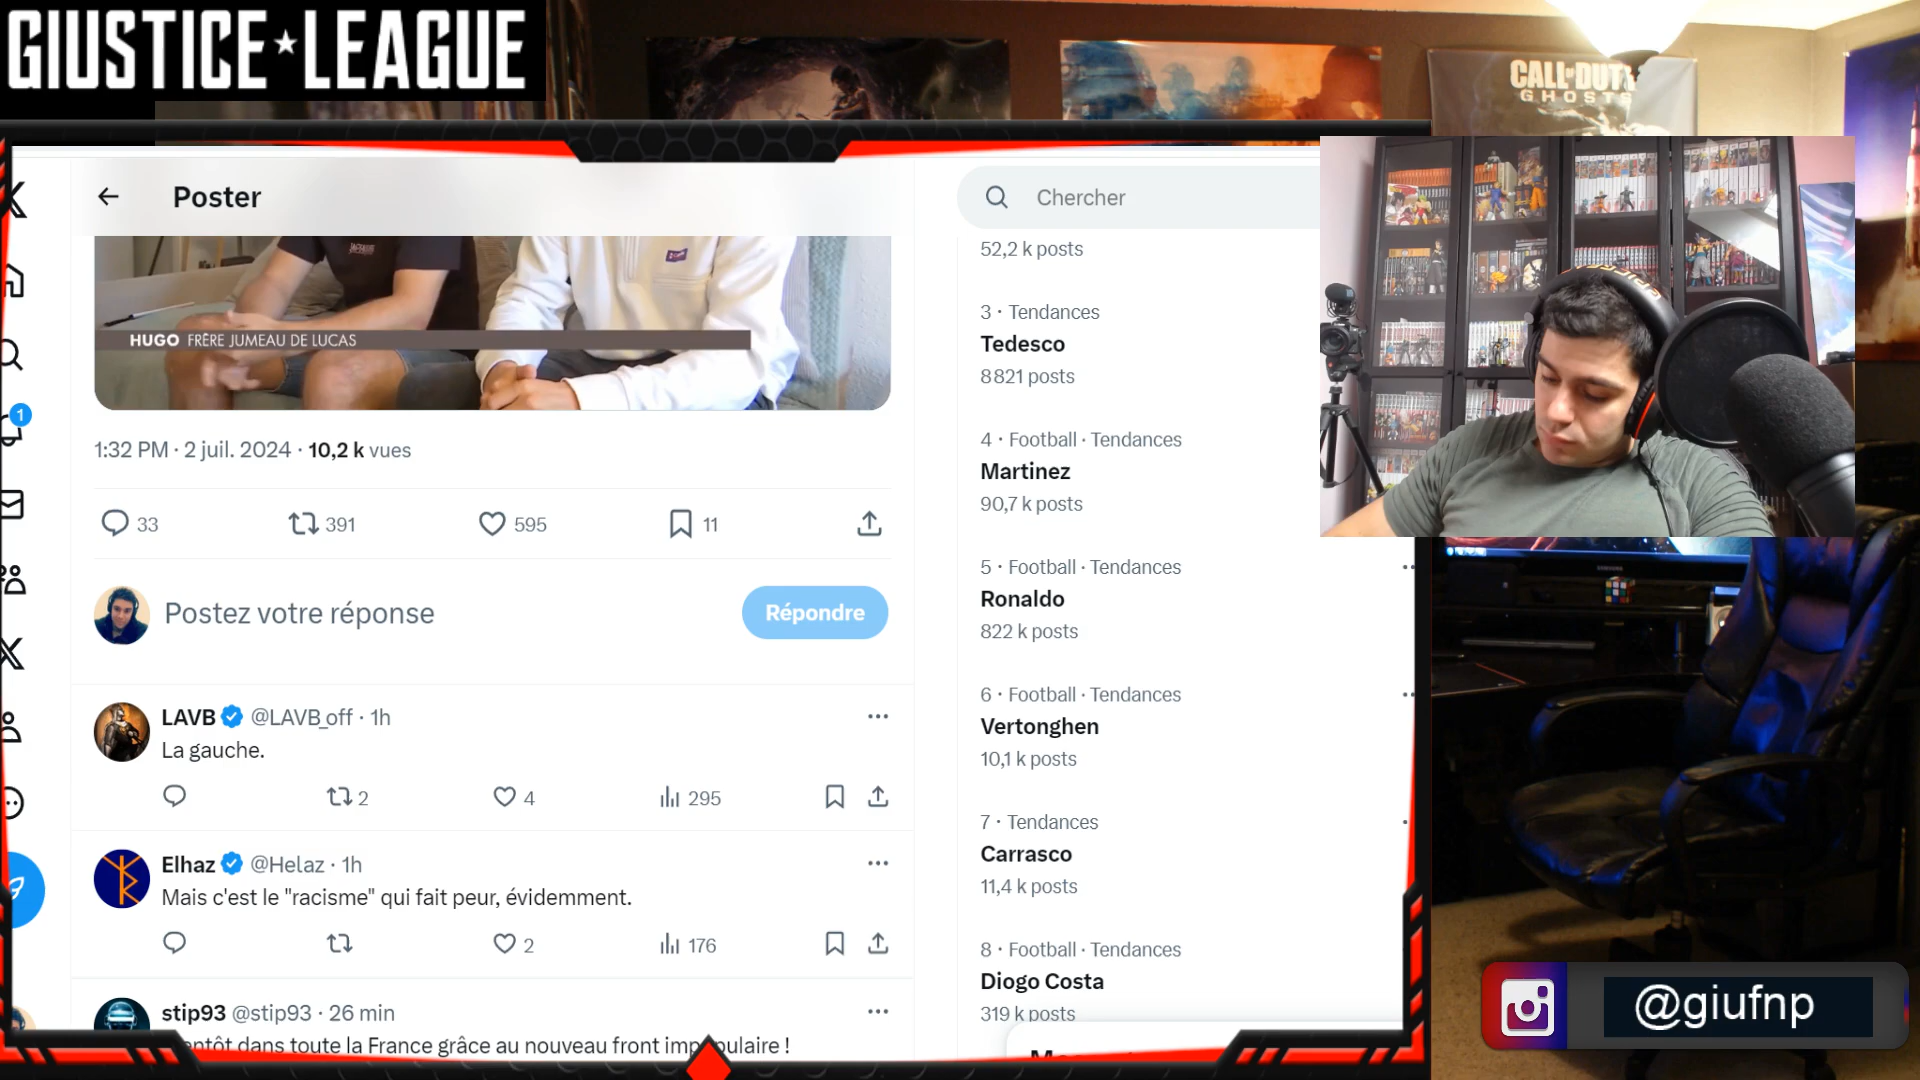 GIUSTICE★LEAGUE
CALL OF DUTY
GHOSTS
Poster
Chercher
HUGO FRÈRE JUMEAU DE LUCAS
1:32 PM · 2 juil. 2024 · 10,2 k vues
33
391
595
11
Postez votre réponse
Répondre
LAVB @LAVB_off · 1h
La gauche.
2
4
295
Elhaz @Helaz · 1h
Mais c'est le "racisme" qui fait peur, évidemment.
2
176
stip93 @stip93 · 26 min
dans toute la France grâce au nouveau front !
1
52,2 k posts
3 · Tendances
Tedesco
8 821 posts
4 · Football · Tendances
Martinez
90,7 k posts
5 · Football · Tendances
Ronaldo
822 k posts
6 · Football · Tendances
Vertonghen
10,1 k posts
7 · Tendances
Carrasco
11,4 k posts
8 · Football · Tendances
Diogo Costa
319 k posts
SAMSUNG
@giufnp